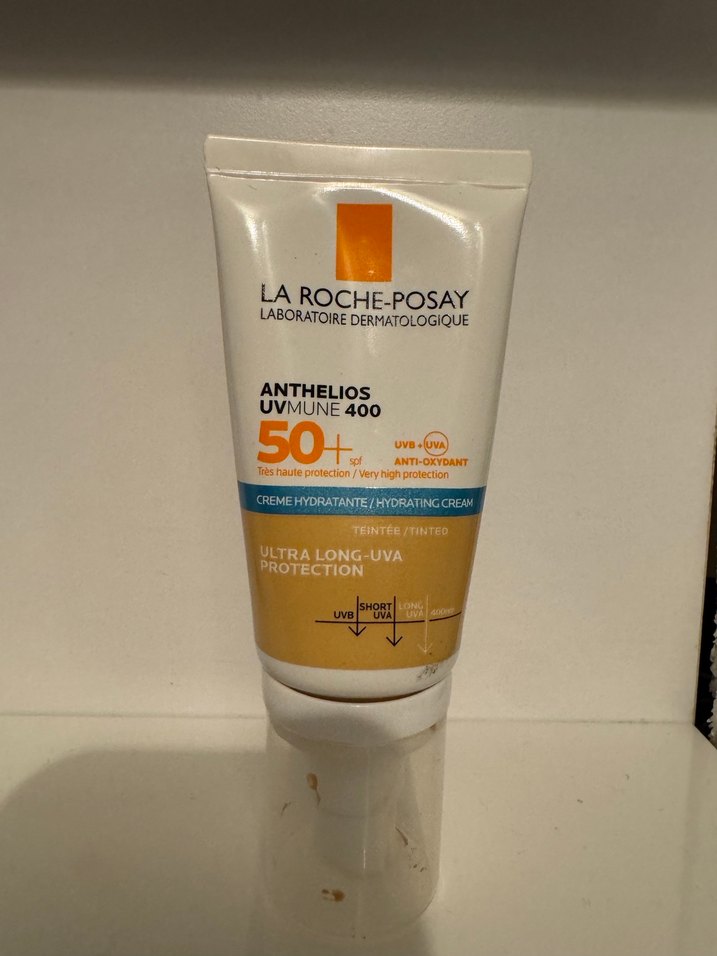 LA ROCHE-POSAY
LABORATOIRE DERMATOLOGIQUE
ANTHELIOS
UVMUNE 400
50+ spf
UVB + UVA
ANTI-OXYDANT
Très haute protection / Very high protection
CREME HYDRATANTE / HYDRATING CREAM
TEINTÉE / TINTED
ULTRA LONG-UVA
PROTECTION
UVB
SHORT
UVA
LONG
UVA
400nm